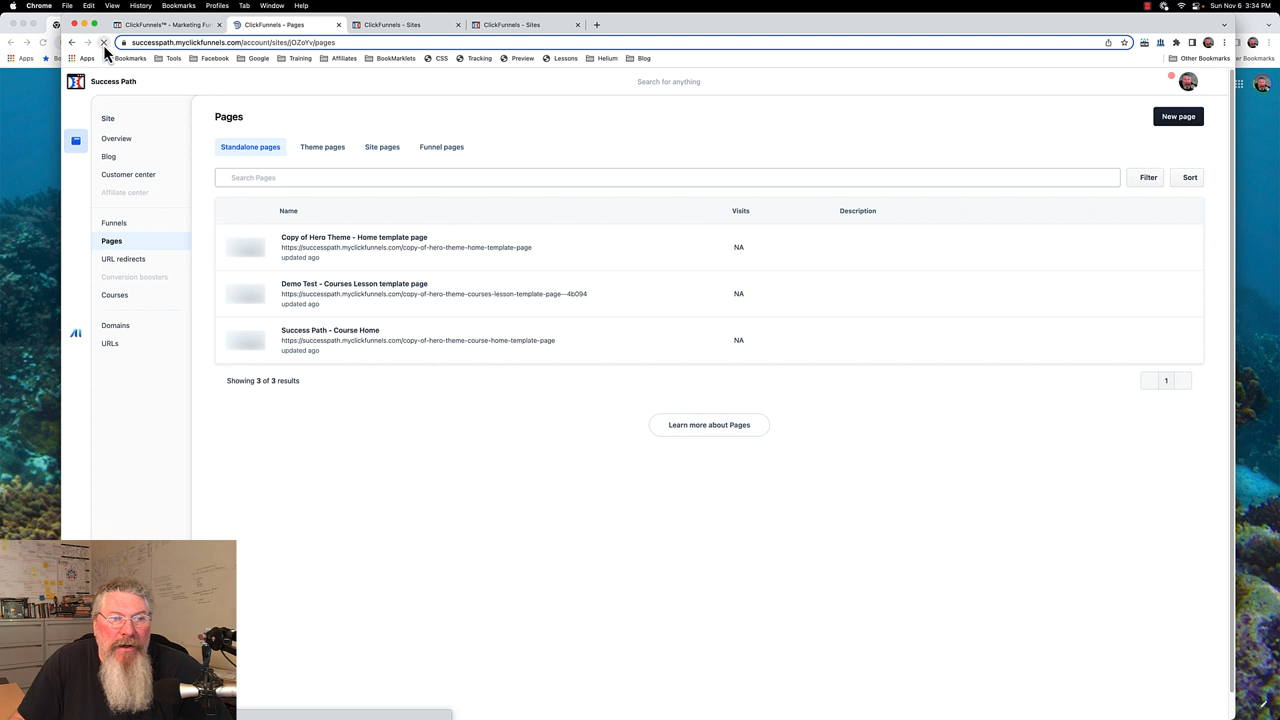 Chrome File Edit View History Bookmarks Profiles Tab Window Help
Sun Nov 6 3:34 PM
ClickFunnels™ - Marketing Fun
ClickFunnels - Pages
ClickFunnels - Sites
ClickFunnels - Sites
successpath.myclickfunnels.com/account/sites/jOZoYv/pages
Apps
Apps Bookmarks Tools Facebook Google Training Affiliates BookMarklets CSS Tracking Preview Lessons Helium Blog Other Bookmarks
Success Path
Search for anything
Site
Overview
Blog
Customer center
Affiliate center
Funnels
Pages
URL redirects
Conversion boosters
Courses
Domains
URLs
Pages
New page
Standalone pages Theme pages Site pages Funnel pages
Search Pages
Filter
Sort
Name Visits Description
Copy of Hero Theme - Home template page
https://successpath.myclickfunnels.com/copy-of-hero-theme-home-template-page
NA
updated ago
Demo Test - Courses Lesson template page
https://successpath.myclickfunnels.com/copy-of-hero-theme-courses-lesson-template-page--4b094
NA
updated ago
Success Path - Course Home
https://successpath.myclickfunnels.com/copy-of-hero-theme-course-home-template-page
NA
updated ago
Showing 3 of 3 results
1
Learn more about Pages